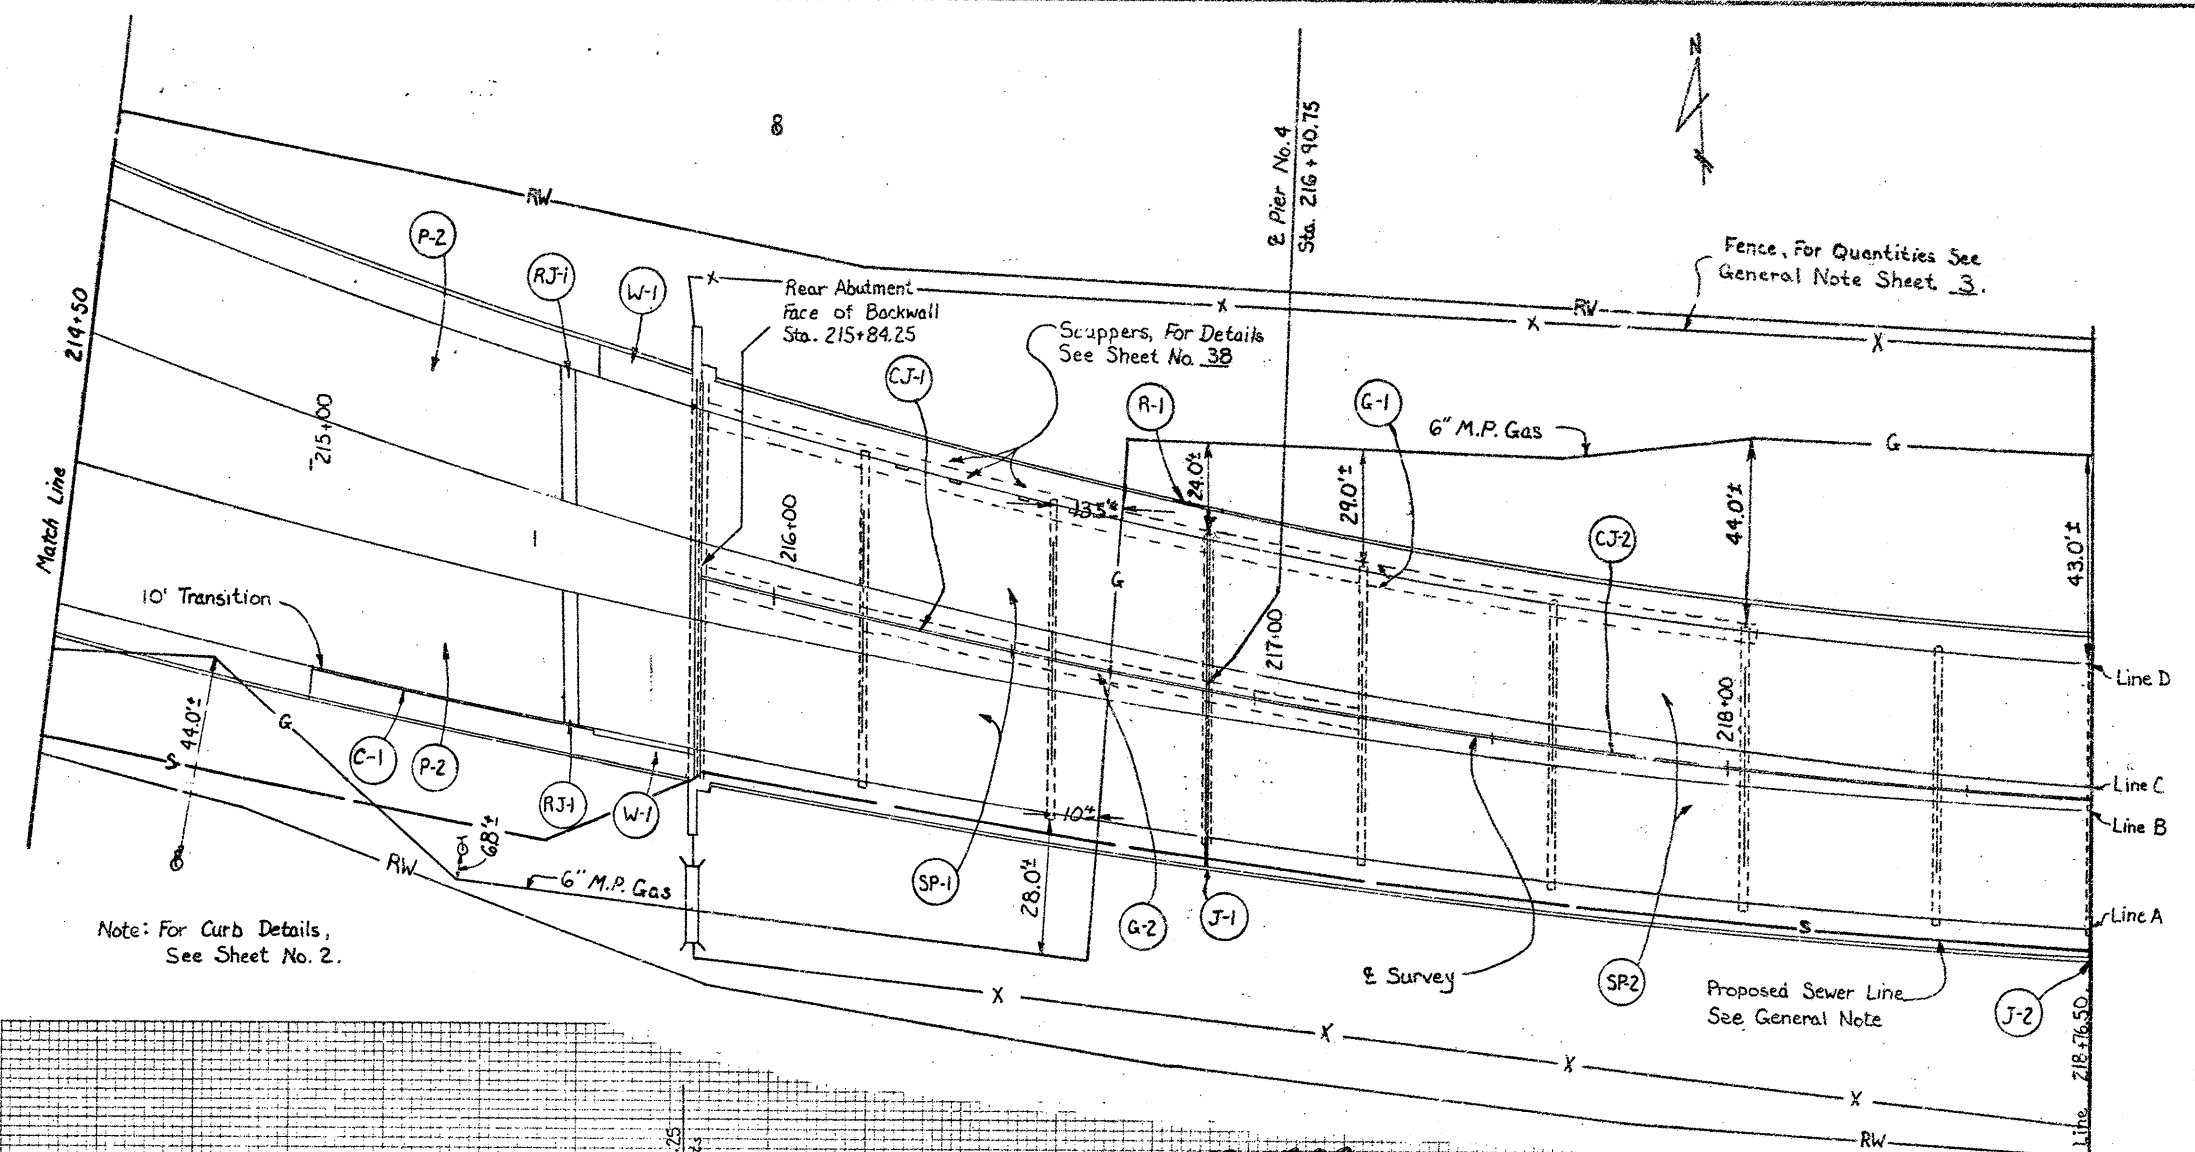 N
RW
℄ Pier No. 4
Sta. 216 + 90.75
Fence, For Quantities See
General Note Sheet 3.
P-2
RJ-1
W-1
X
Rear Abutment
Face of Backwall
Sta. 215+84.25
Scuppers, For Details
See Sheet No. 38
X
RW
X
X
CJ-1
R-1
G-1
6" M.P. Gas
G
Match Line
214+50
215+00
216+00
13.5'±
24.0'±
29.0'±
44.0'±
43.0'±
CJ-2
G
217+00
218+00
10' Transition
Line D
Line C
Line B
Line A
44.0'±
G
S
C-1
P-2
RJ-1
W-1
68'±
10'±
28.0'±
SP-1
G-2
J-1
S
RW
6" M.P. Gas
Note: For Curb Details,
See Sheet No. 2.
℄ Survey
SP-2
Proposed Sewer Line
See General Note
J-2
X
X
X
X
RW
Line 218+76.50
.25